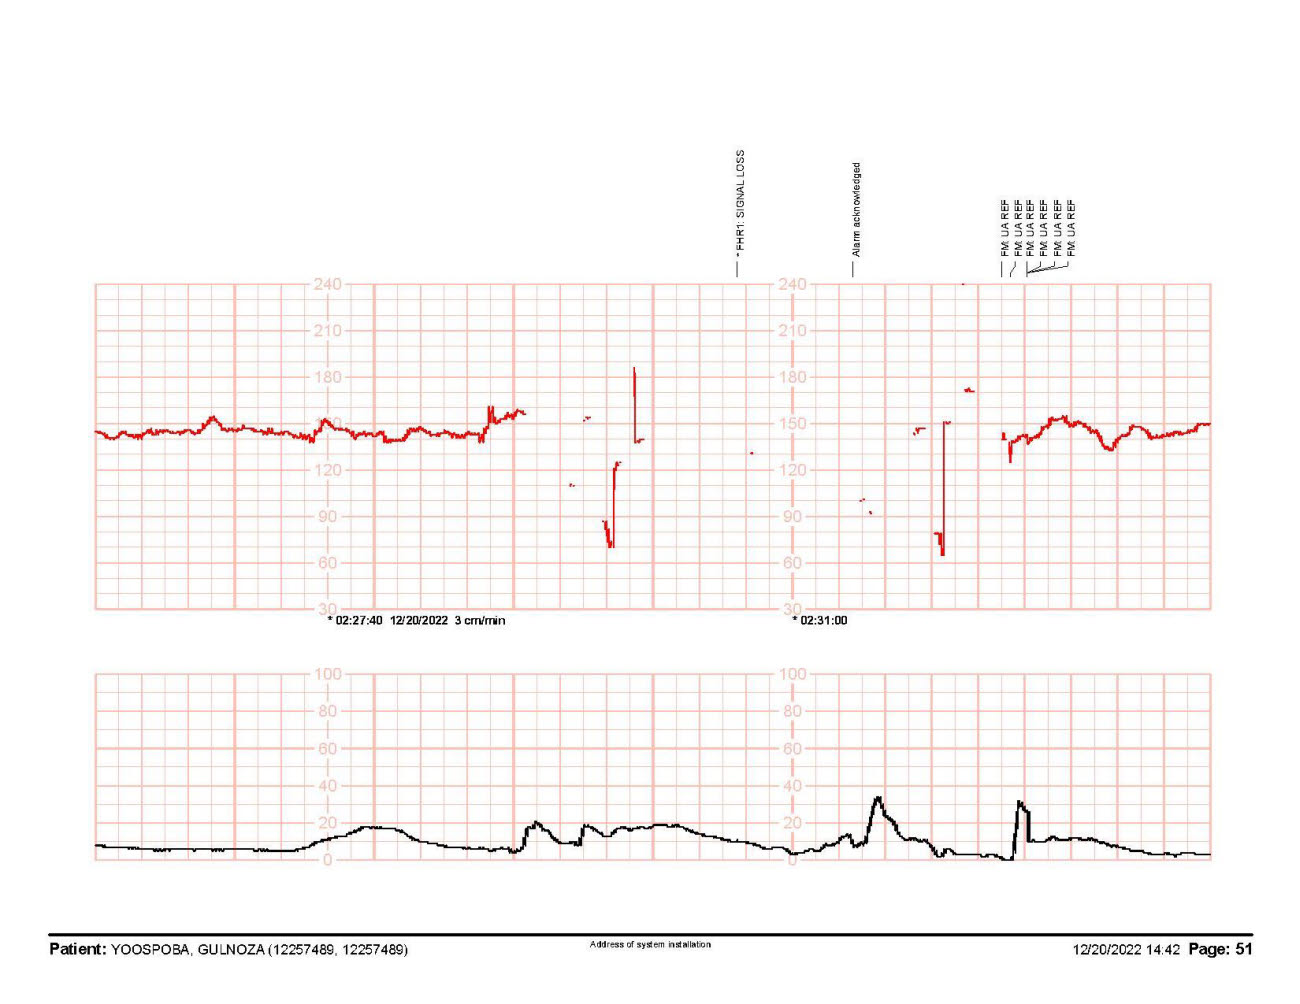 * FHR1: SIGNAL LOSS
Alarm acknowledged
FM: UA REF
FM: UA REF
FM: UA REF
FM: UA REF
FM: UA REF
FM: UA REF
240 240
210 210
180 180
150 150
120 120
90 90
60 60
30 30
* 02:27:40 12/20/2022 3 cm/min * 02:31:00
100 100
80 80
60 60
40 40
20 20
0 0
Patient: YOOSPOBA, GULNOZA (12257489, 12257489) Address of system installation 12/20/2022 14:42 Page: 51